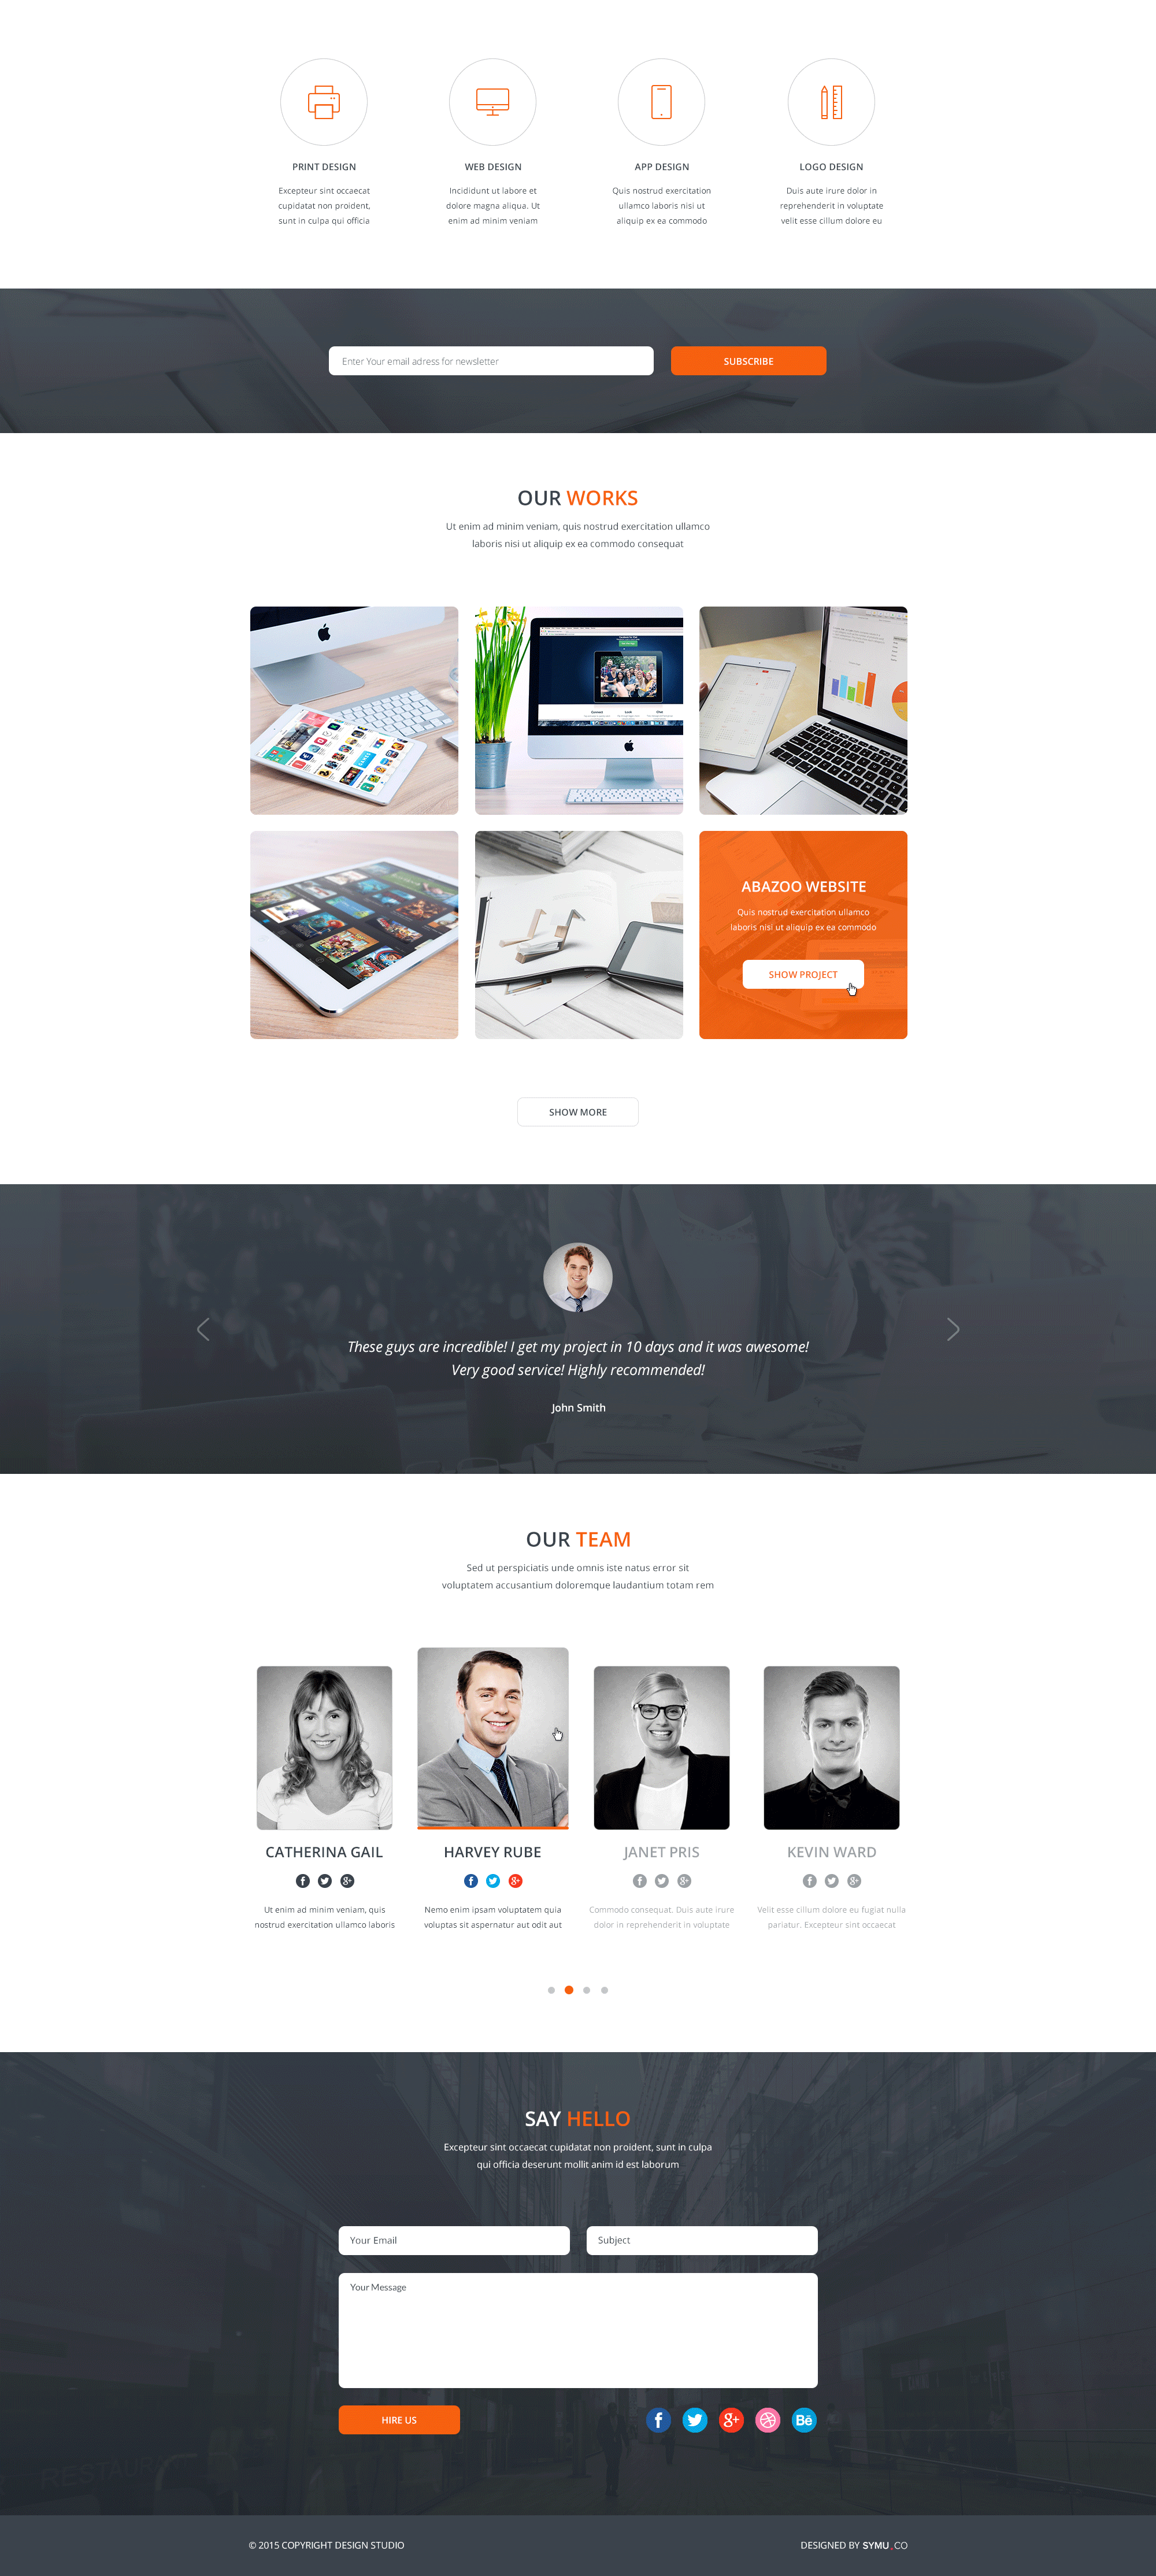 PRINT DESIGN
Excepteur sint occaecat
cupidatat non proident,
sunt in culpa qui officia
WEB DESIGN
Incididunt ut labore et
dolore magna aliqua. Ut
enim ad minim veniam
APP DESIGN
Quis nostrud exercitation
ullamco laboris nisi ut
aliquip ex ea commodo
LOGO DESIGN
Duis aute irure dolor in
reprehenderit in voluptate
velit esse cillum dolore eu
Enter Your email adress for newsletter
SUBSCRIBE
OUR WORKS
Ut enim ad minim veniam, quis nostrud exercitation ullamco
laboris nisi ut aliquip ex ea commodo consequat
ABAZOO WEBSITE
Quis nostrud exercitation ullamco
laboris nisi ut aliquip ex ea commodo
SHOW PROJECT
SHOW MORE
These guys are incredible! I get my project in 10 days and it was awesome!
Very good service! Highly recommended!
John Smith
OUR TEAM
Sed ut perspiciatis unde omnis iste natus error sit
voluptatem accusantium doloremque laudantium totam rem
CATHERINA GAIL
Ut enim ad minim veniam, quis
nostrud exercitation ullamco laboris
HARVEY RUBE
Nemo enim ipsam voluptatem quia
voluptas sit aspernatur aut odit aut
JANET PRIS
Commodo consequat. Duis aute irure
dolor in reprehenderit in voluptate
KEVIN WARD
Velit esse cillum dolore eu fugiat nulla
pariatur. Excepteur sint occaecat
SAY HELLO
Excepteur sint occaecat cupidatat non proident, sunt in culpa
qui officia deserunt mollit anim id est laborum
Your Email
Subject
Your Message
HIRE US
© 2015 COPYRIGHT DESIGN STUDIO
DESIGNED BY SYMU.CO